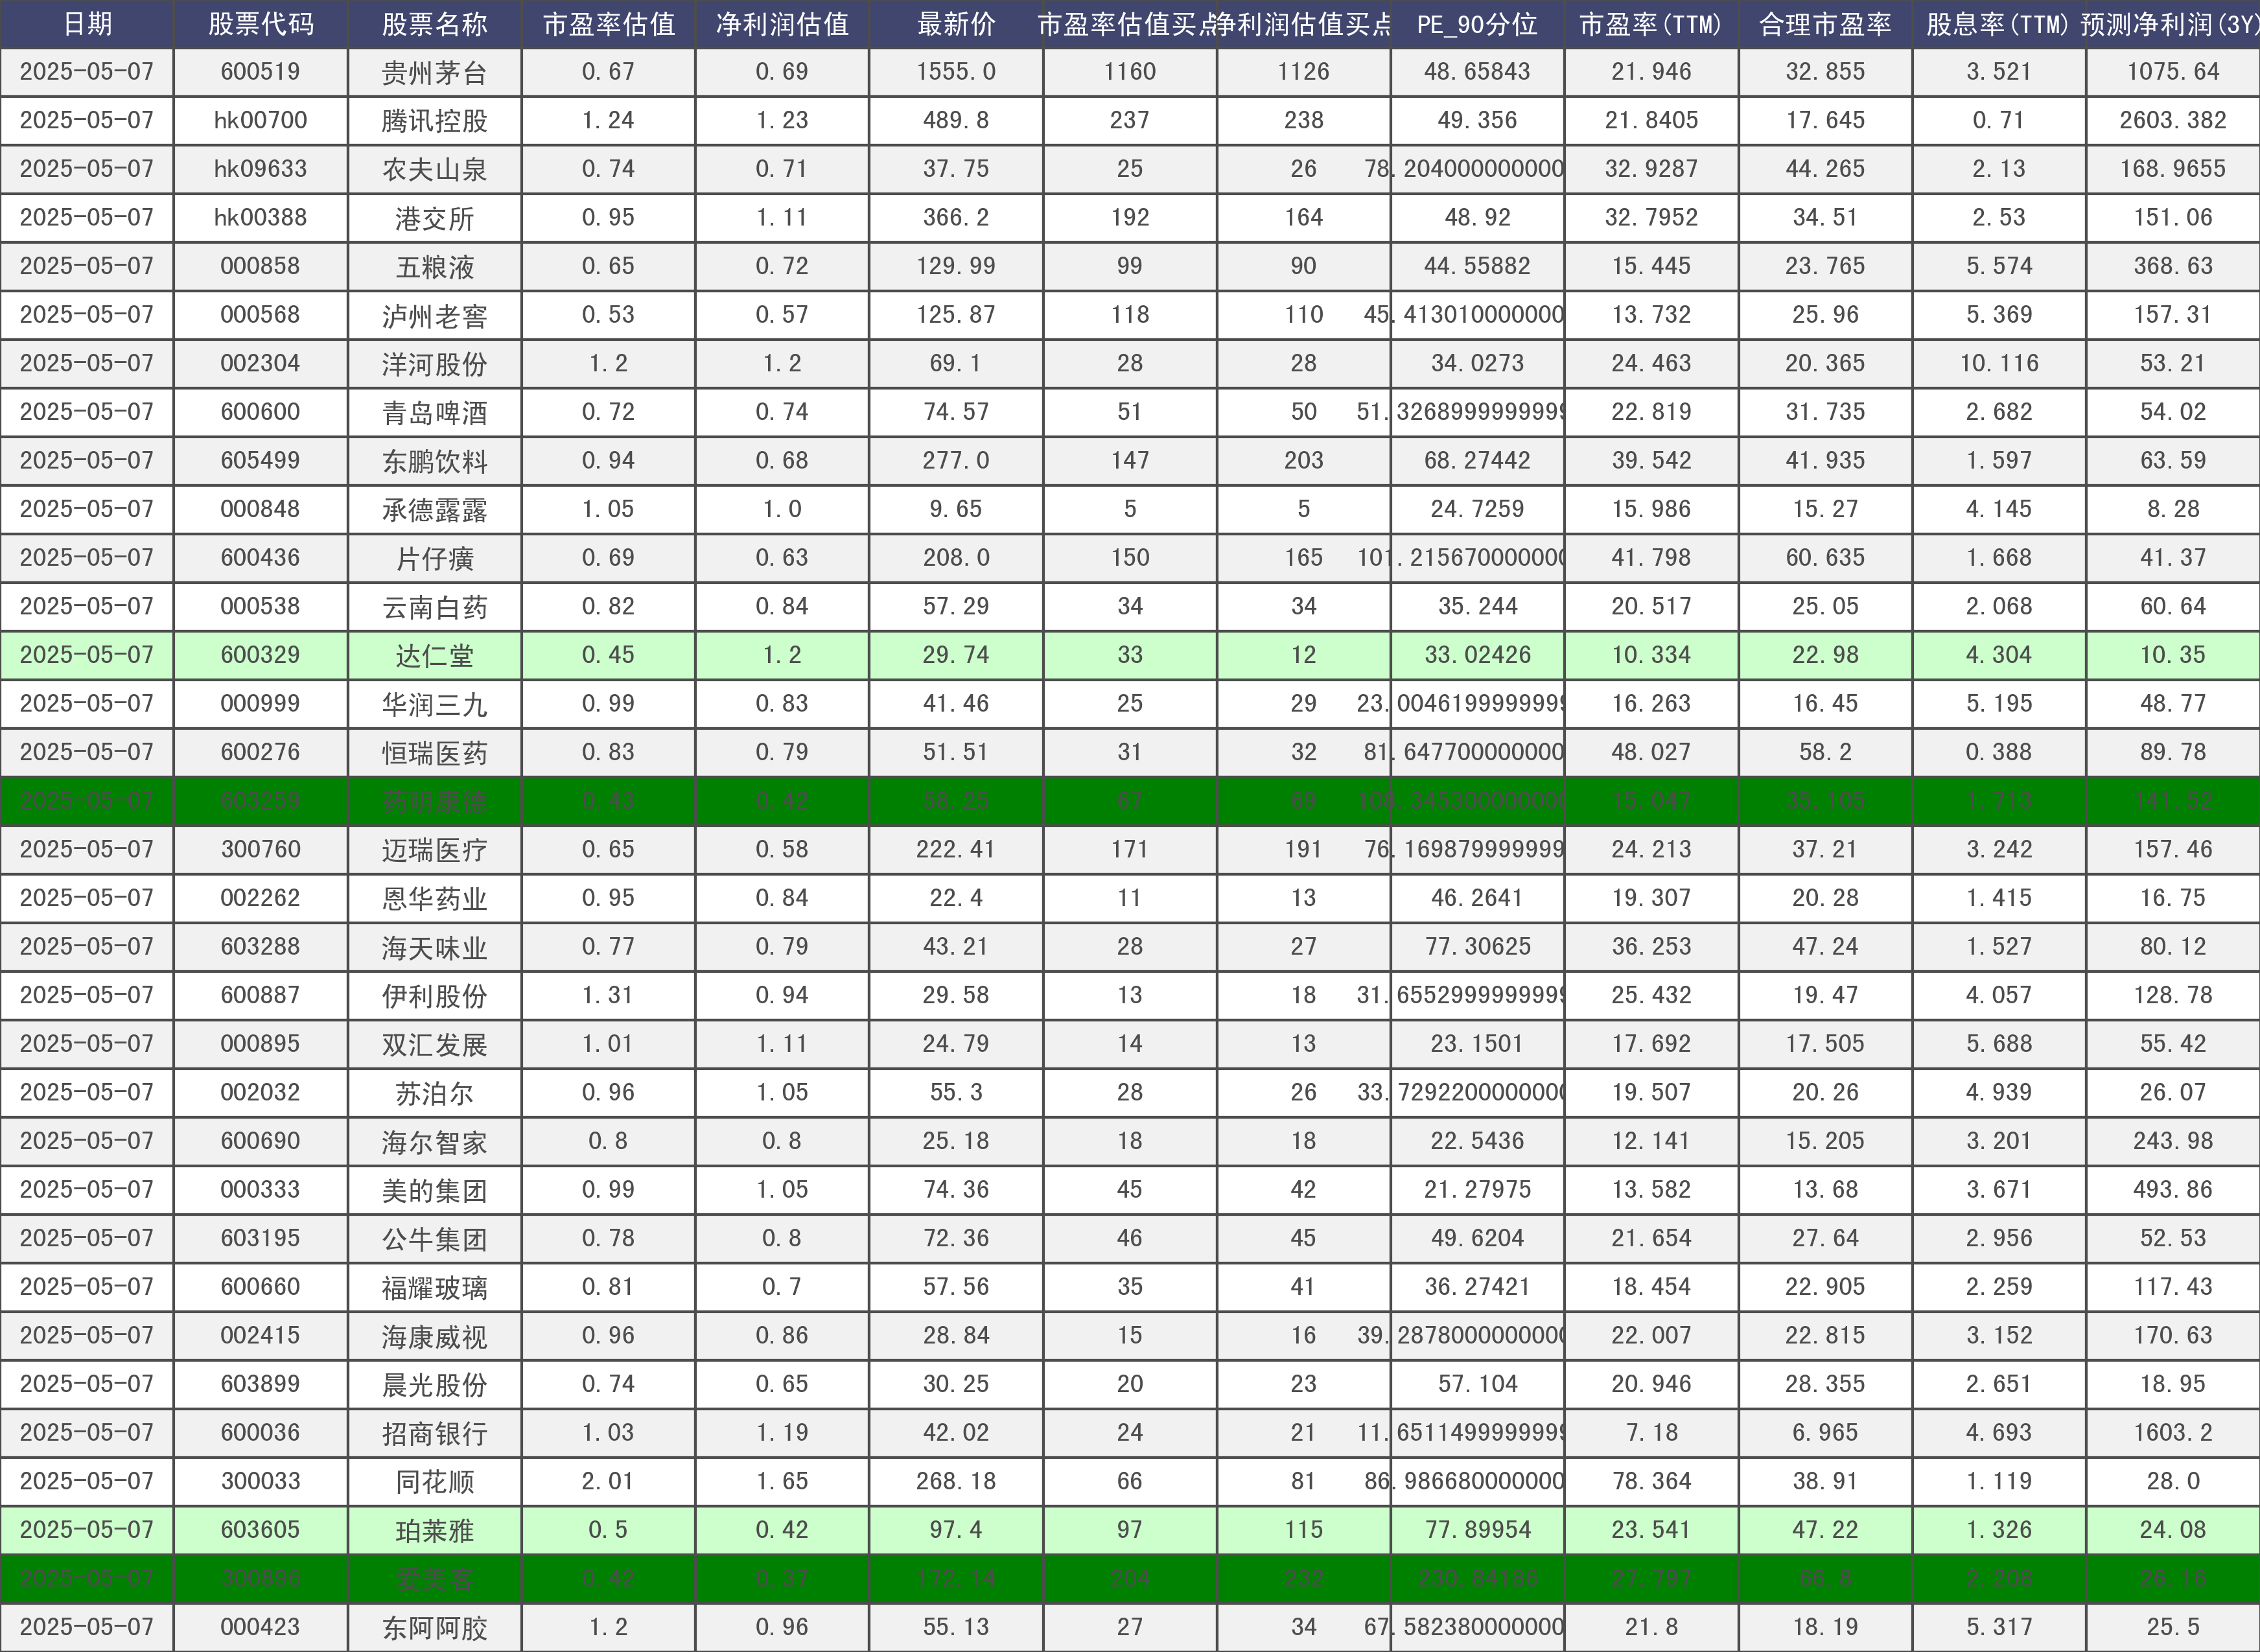 日期 股票代码 股票名称 市盈率估值 净利润估值 最新价 市盈率估值买点 净利润估值买点 PE_90分位 市盈率(TTM) 合理市盈率 股息率(TTM) 预测净利润(3Y)
2025-05-07 600519 贵州茅台 0.67 0.69 1555.0 1160 1126 48.65843 21.946 32.855 3.521 1075.64
2025-05-07 hk00700 腾讯控股 1.24 1.23 489.8 237 238 49.356 21.8405 17.645 0.71 2603.382
2025-05-07 hk09633 农夫山泉 0.74 0.71 37.75 25 26 78.204000000000 32.9287 44.265 2.13 168.9655
2025-05-07 hk00388 港交所 0.95 1.11 366.2 192 164 48.92 32.7952 34.51 2.53 151.06
2025-05-07 000858 五粮液 0.65 0.72 129.99 99 90 44.55882 15.445 23.765 5.574 368.63
2025-05-07 000568 泸州老窖 0.53 0.57 125.87 118 110 45.413010000000 13.732 25.96 5.369 157.31
2025-05-07 002304 洋河股份 1.2 1.2 69.1 28 28 34.0273 24.463 20.365 10.116 53.21
2025-05-07 600600 青岛啤酒 0.72 0.74 74.57 51 50 51.3268999999999 22.819 31.735 2.682 54.02
2025-05-07 605499 东鹏饮料 0.94 0.68 277.0 147 203 68.27442 39.542 41.935 1.597 63.59
2025-05-07 000848 承德露露 1.05 1.0 9.65 5 5 24.7259 15.986 15.27 4.145 8.28
2025-05-07 600436 片仔癀 0.69 0.63 208.0 150 165 101.215670000000 41.798 60.635 1.668 41.37
2025-05-07 000538 云南白药 0.82 0.84 57.29 34 34 35.244 20.517 25.05 2.068 60.64
2025-05-07 600329 达仁堂 0.45 1.2 29.74 33 12 33.02426 10.334 22.98 4.304 10.35
2025-05-07 000999 华润三九 0.99 0.83 41.46 25 29 23.0046199999999 16.263 16.45 5.195 48.77
2025-05-07 600276 恒瑞医药 0.83 0.79 51.51 31 32 81.647700000000 48.027 58.2 0.388 89.78
2025-05-07 603259 药明康德 0.43 0.42 58.25 67 69 15.047 35.105 1.713 141.52
2025-05-07 300760 迈瑞医疗 0.65 0.58 222.41 171 191 76.169879999999 24.213 37.21 3.242 157.46
2025-05-07 002262 恩华药业 0.95 0.84 22.4 11 13 46.2641 19.307 20.28 1.415 16.75
2025-05-07 603288 海天味业 0.77 0.79 43.21 28 27 77.30625 36.253 47.24 1.527 80.12
2025-05-07 600887 伊利股份 1.31 0.94 29.58 13 18 31.6552999999999 25.432 19.47 4.057 128.78
2025-05-07 000895 双汇发展 1.01 1.11 24.79 14 13 23.1501 17.692 17.505 5.688 55.42
2025-05-07 002032 苏泊尔 0.96 1.05 55.3 28 26 33.7292200000000 19.507 20.26 4.939 26.07
2025-05-07 600690 海尔智家 0.8 0.8 25.18 18 18 22.5436 12.141 15.205 3.201 243.98
2025-05-07 000333 美的集团 0.99 1.05 74.36 45 42 21.27975 13.582 13.68 3.671 493.86
2025-05-07 603195 公牛集团 0.78 0.8 72.36 46 45 49.6204 21.654 27.64 2.956 52.53
2025-05-07 600660 福耀玻璃 0.81 0.7 57.56 35 41 36.27421 18.454 22.905 2.259 117.43
2025-05-07 002415 海康威视 0.96 0.86 28.84 15 16 39.2878000000000 22.007 22.815 3.152 170.63
2025-05-07 603899 晨光股份 0.74 0.65 30.25 20 23 57.104 20.946 28.355 2.651 18.95
2025-05-07 600036 招商银行 1.03 1.19 42.02 24 21 11.6511499999999 7.18 6.965 4.693 1603.2
2025-05-07 300033 同花顺 2.01 1.65 268.18 66 81 86.986680000000 78.364 38.91 1.119 28.0
2025-05-07 603605 珀莱雅 0.5 0.42 97.4 97 115 77.89954 23.541 47.22 1.326 24.08
2025-05-07 300896 爱美客 0.42 0.37 172.14 204 232 230.84186 27.797 66.8 2.208 26.16
2025-05-07 000423 东阿阿胶 1.2 0.96 55.13 27 34 67.582380000000 21.8 18.19 5.317 25.5